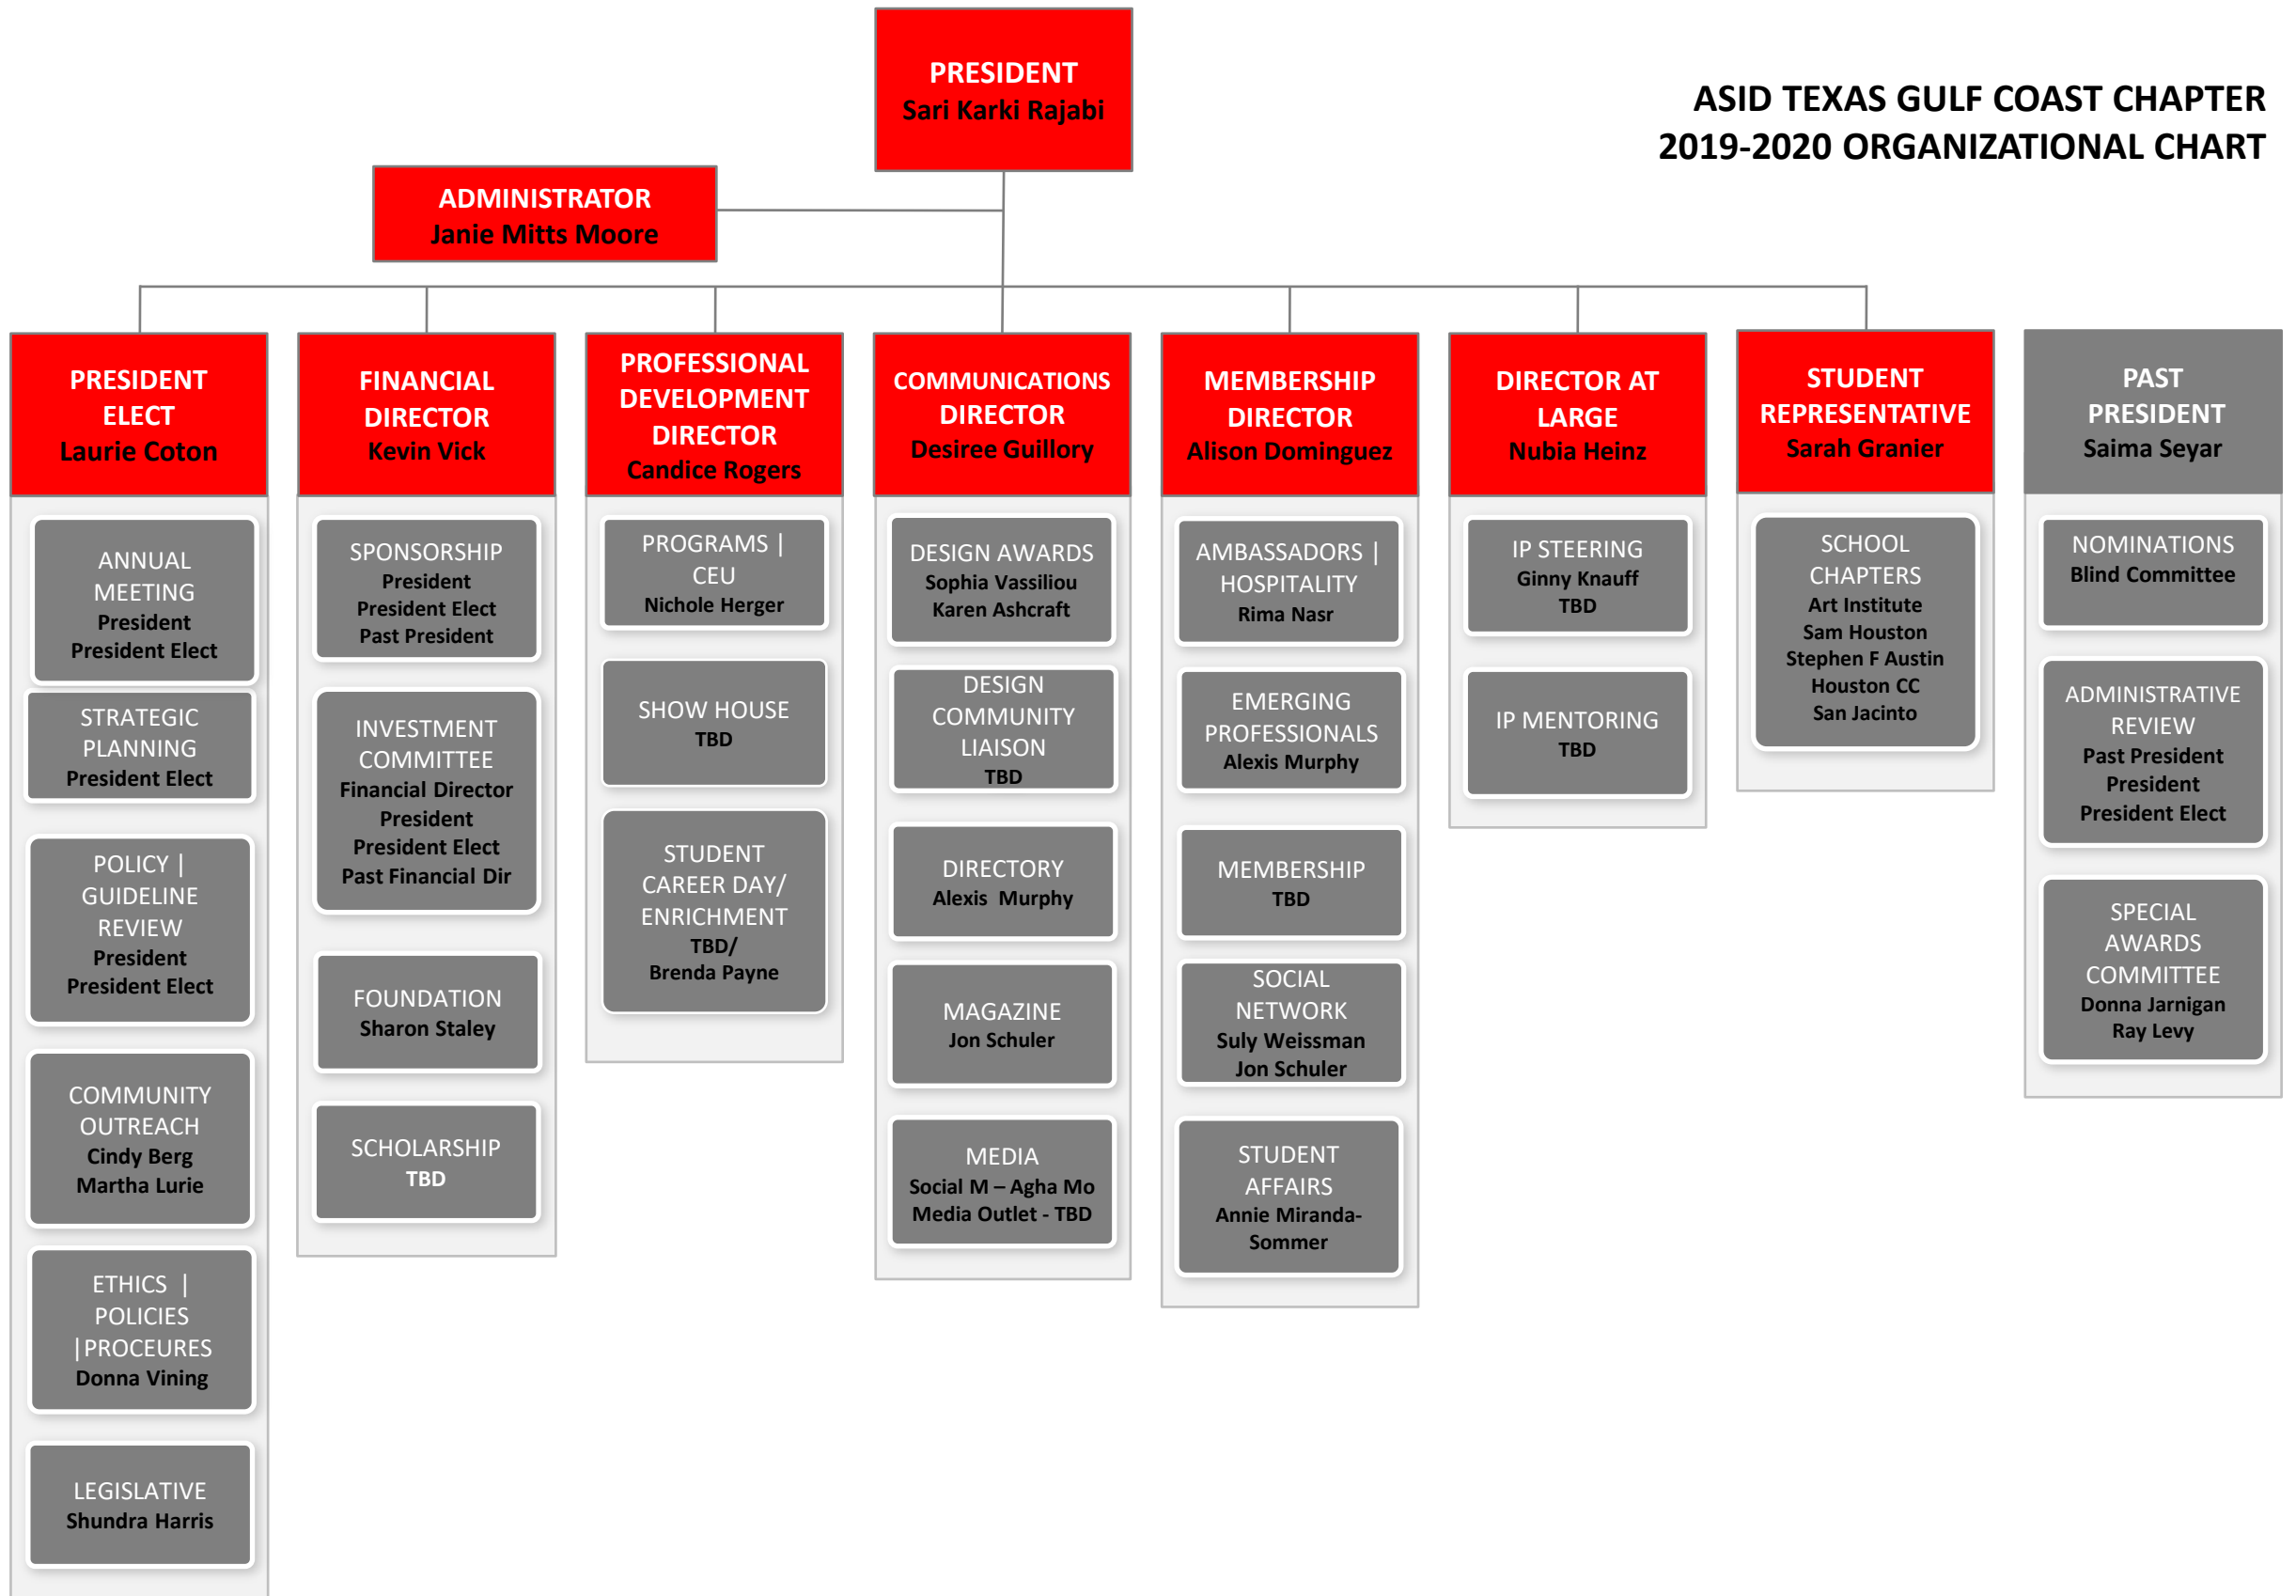 PRESIDENT
Sari Karki Rajabi
ASID TEXAS GULF COAST CHAPTER
2019-2020 ORGANIZATIONAL CHART
ADMINISTRATOR
Janie Mitts Moore
PRESIDENT
ELECT
Laurie Coton
ANNUAL
MEETING
President
President Elect
STRATEGIC
PLANNING
President Elect
POLICY |
GUIDELINE
REVIEW
President
President Elect
COMMUNITY
OUTREACH
Cindy Berg
Martha Lurie
ETHICS |
POLICIES
|PROCEURES
Donna Vining
LEGISLATIVE
Shundra Harris
FINANCIAL
DIRECTOR
Kevin Vick
SPONSORSHIP
President
President Elect
Past President
INVESTMENT
COMMITTEE
Financial Director
President
President Elect
Past Financial Dir
FOUNDATION
Sharon Staley
SCHOLARSHIP
TBD
PROFESSIONAL
DEVELOPMENT
DIRECTOR
Candice Rogers
PROGRAMS |
CEU
Nichole Herger
SHOW HOUSE
TBD
STUDENT
CAREER DAY/
ENRICHMENT
TBD/
Brenda Payne
COMMUNICATIONS
DIRECTOR
Desiree Guillory
DESIGN AWARDS
Sophia Vassiliou
Karen Ashcraft
DESIGN
COMMUNITY
LIAISON
TBD
DIRECTORY
Alexis Murphy
MAGAZINE
Jon Schuler
MEDIA
Social M – Agha Mo
Media Outlet - TBD
MEMBERSHIP
DIRECTOR
Alison Dominguez
AMBASSADORS |
HOSPITALITY
Rima Nasr
EMERGING
PROFESSIONALS
Alexis Murphy
MEMBERSHIP
TBD
SOCIAL
NETWORK
Suly Weissman
Jon Schuler
STUDENT
AFFAIRS
Annie Miranda-
Sommer
DIRECTOR AT
LARGE
Nubia Heinz
IP STEERING
Ginny Knauff
TBD
IP MENTORING
TBD
STUDENT
REPRESENTATIVE
Sarah Granier
SCHOOL
CHAPTERS
Art Institute
Sam Houston
Stephen F Austin
Houston CC
San Jacinto
PAST
PRESIDENT
Saima Seyar
NOMINATIONS
Blind Committee
ADMINISTRATIVE
REVIEW
Past President
President
President Elect
SPECIAL
AWARDS
COMMITTEE
Donna Jarnigan
Ray Levy